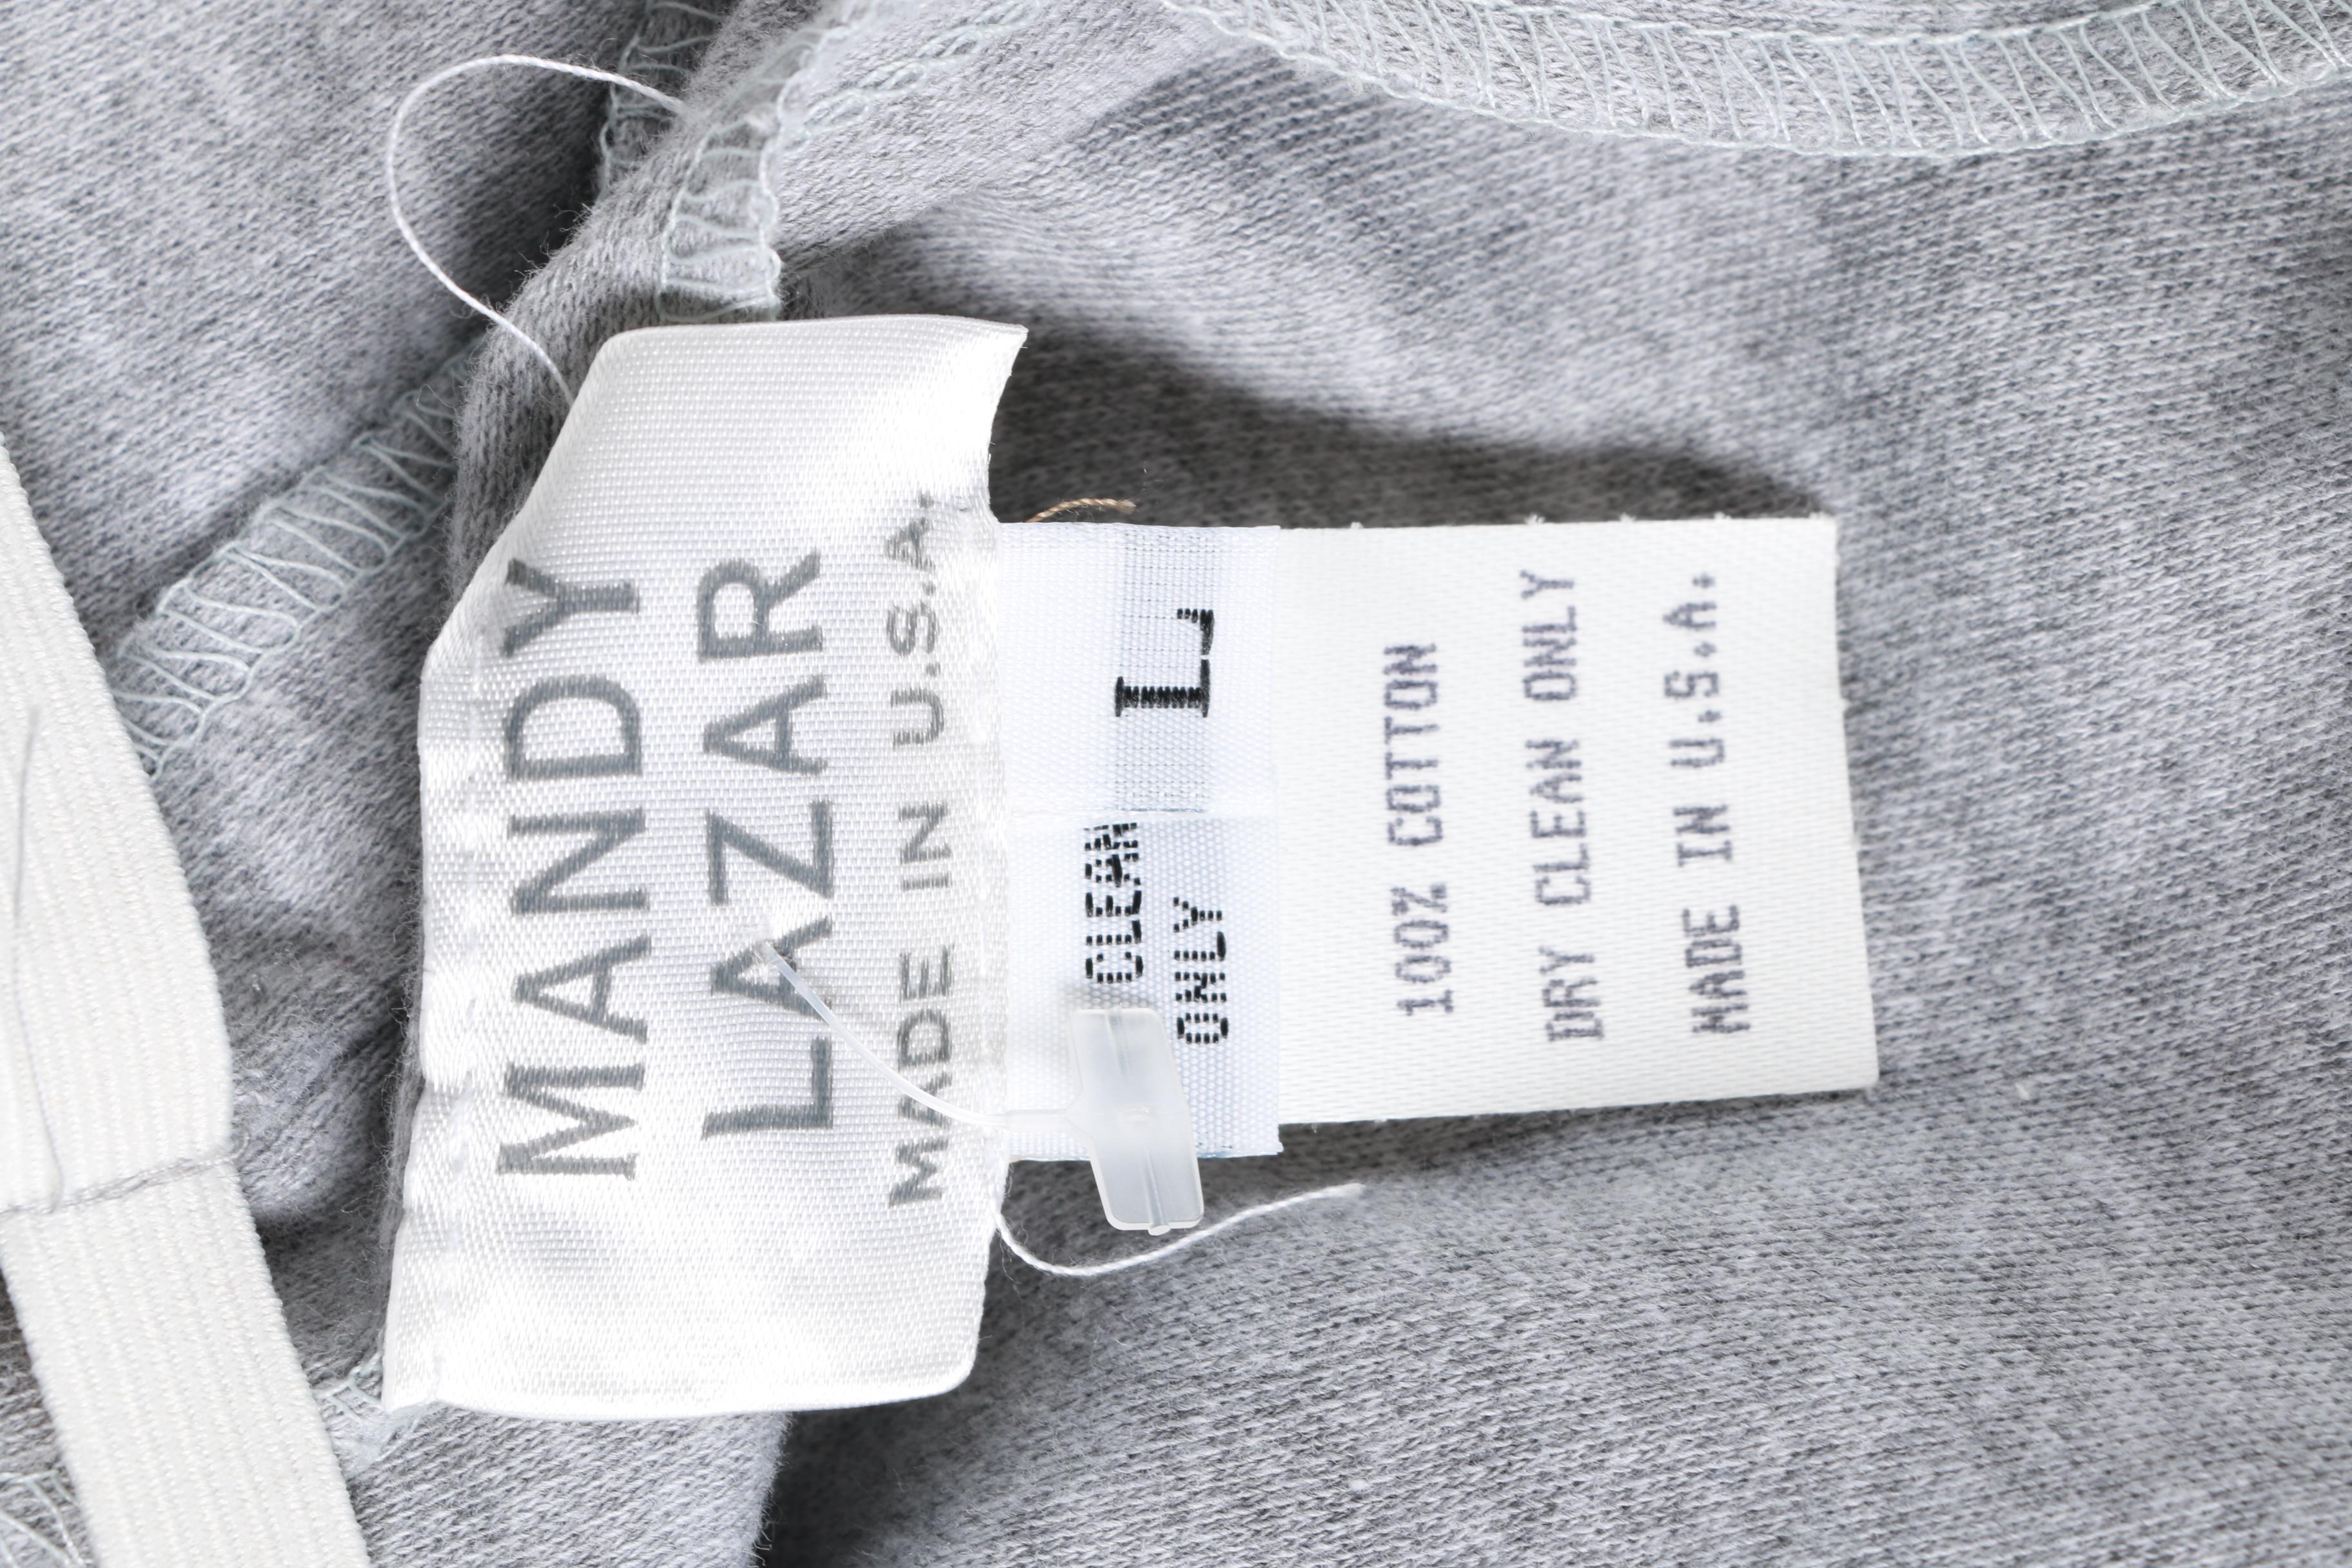 MANDY
LAZAR
MADE IN U.S.A.
L
CLEAN
ONLY
100% COTTON
DRY CLEAN ONLY
MADE IN U.S.A.